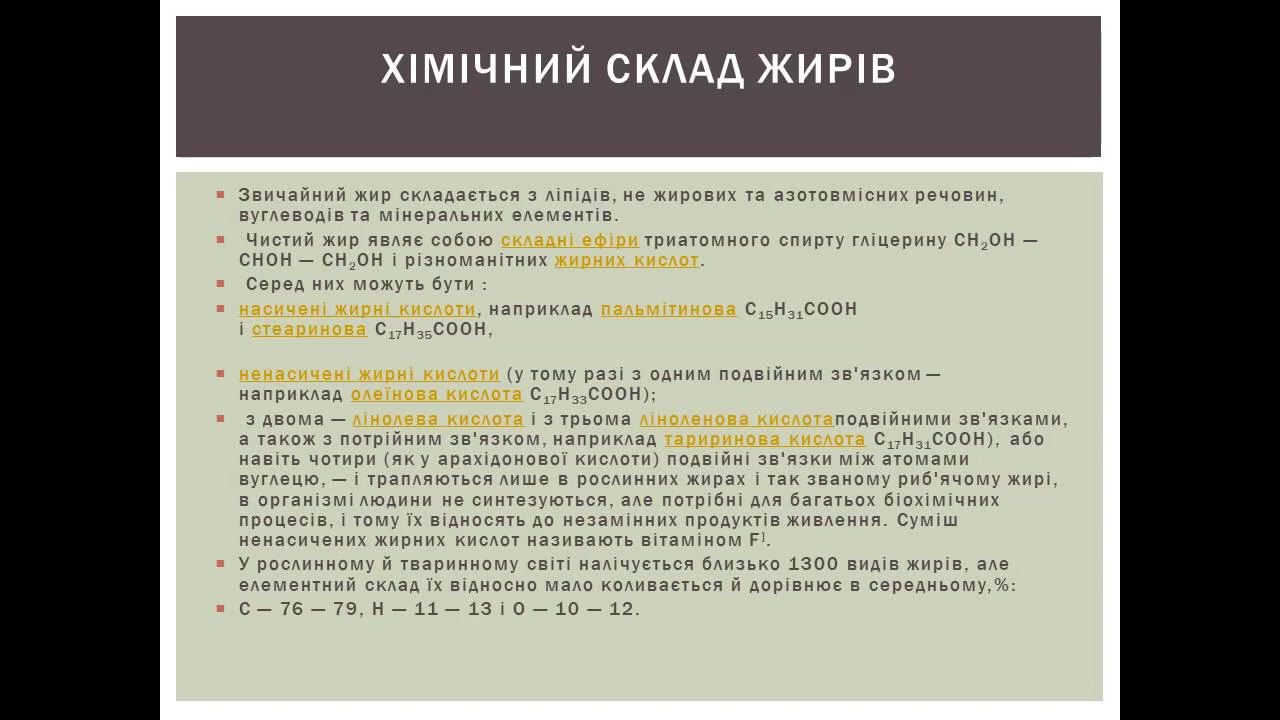 ХІМІЧНИЙ СКЛАД ЖИРІВ
Звичайний жир складається з ліпідів, не жирових та азотовмісних речовин,
вуглеводів та мінеральних елементів.
Чистий жир являє собою складні ефіри триатомного спирту гліцерину CH₂OH —
CHOH — CH₂OH і різноманітних жирних кислот.
Серед них можуть бути :
насичені жирні кислоти, наприклад пальмітинова C₁₅H₃₁COOH
і стеаринова C₁₇H₃₅COOH,
ненасичені жирні кислоти (у тому разі з одним подвійним зв'язком —
наприклад олеїнова кислота C₁₇H₃₃COOH);
з двома — лінолева кислота і з трьома ліноленова кислотаподвійними зв'язками,
а також з потрійним зв'язком, наприклад тариринова кислота C₁₇H₃₁COOH), або
навіть чотири (як у арахідонової кислоти) подвійні зв'язки між атомами
вуглецю, — і трапляються лише в рослинних жирах і так званому риб'ячому жирі,
в організмі людини не синтезуються, але потрібні для багатьох біохімічних
процесів, і тому їх відносять до незамінних продуктів живлення. Суміш
ненасичених жирних кислот називають вітаміном F].
У рослинному й тваринному світі налічується близько 1300 видів жирів, але
елементний склад їх відносно мало коливається й дорівнює в середньому,%:
C — 76 — 79, H — 11 — 13 і O — 10 — 12.